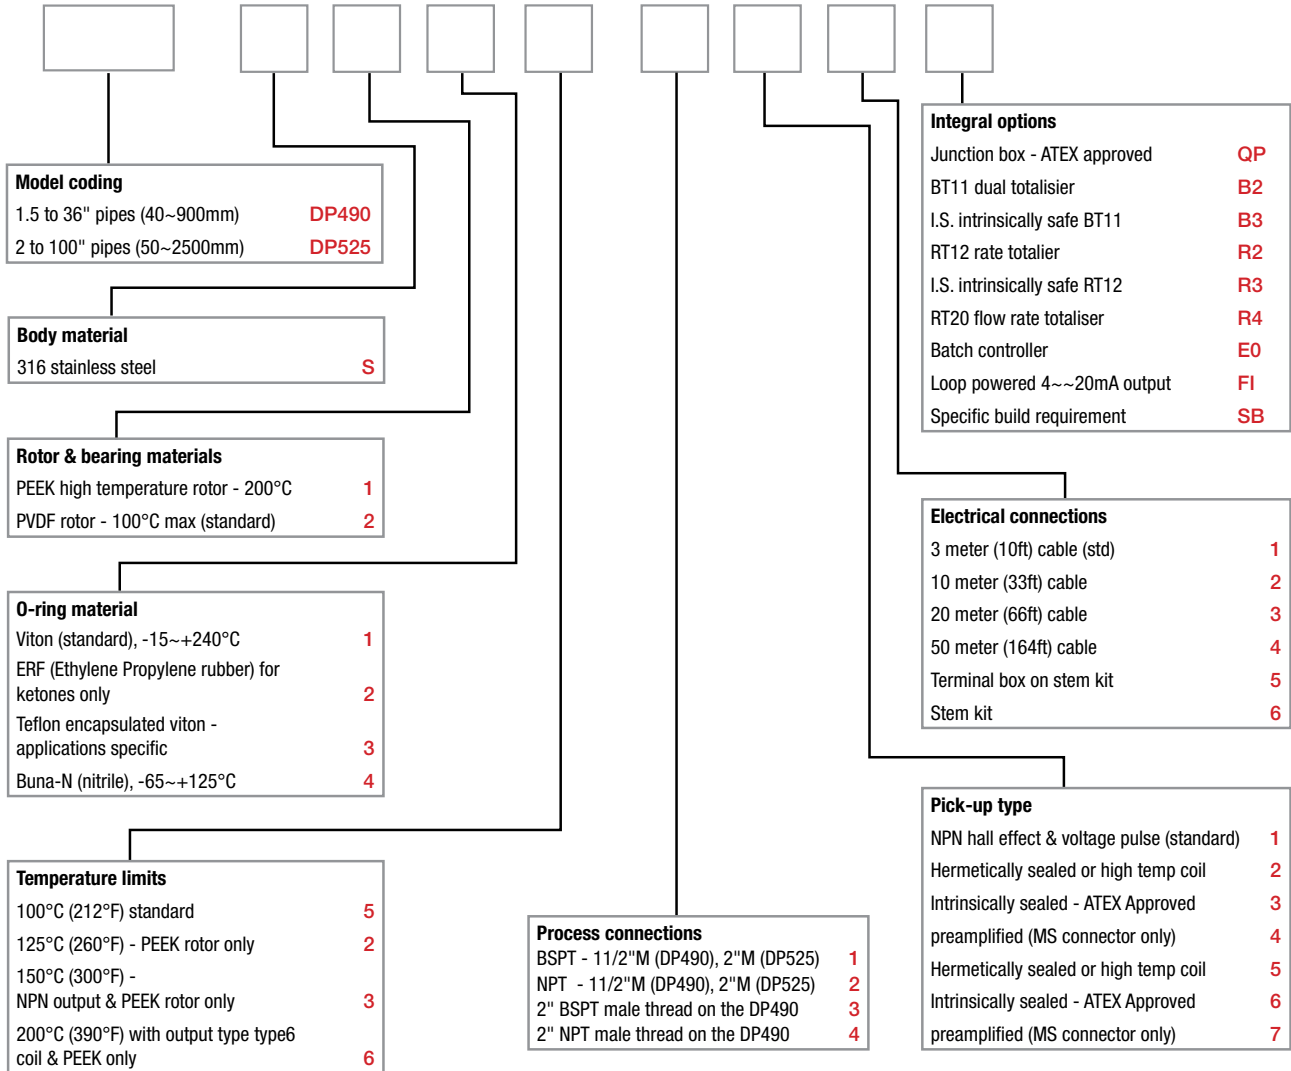 Model coding
1.5 to 36" pipes (40~900mm) DP490
2 to 100" pipes (50~2500mm) DP525
Body material
316 stainless steel S
Rotor & bearing materials
PEEK high temperature rotor - 200°C 1
PVDF rotor - 100°C max (standard) 2
O-ring material
Viton (standard), -15~+240°C 1
ERF (Ethylene Propylene rubber) for
ketones only 2
Teflon encapsulated viton -
applications specific 3
Buna-N (nitrile), -65~+125°C 4
Temperature limits
100°C (212°F) standard 5
125°C (260°F) - PEEK rotor only 2
150°C (300°F) -
NPN output & PEEK rotor only 3
200°C (390°F) with output type type6
coil & PEEK only 6
Process connections
BSPT - 11/2"M (DP490), 2"M (DP525) 1
NPT - 11/2"M (DP490), 2"M (DP525) 2
2" BSPT male thread on the DP490 3
2" NPT male thread on the DP490 4
Integral options
Junction box - ATEX approved QP
BT11 dual totalisier B2
I.S. intrinsically safe BT11 B3
RT12 rate totalier R2
I.S. intrinsically safe RT12 R3
RT20 flow rate totaliser R4
Batch controller E0
Loop powered 4~~20mA output FI
Specific build requirement SB
Electrical connections
3 meter (10ft) cable (std) 1
10 meter (33ft) cable 2
20 meter (66ft) cable 3
50 meter (164ft) cable 4
Terminal box on stem kit 5
Stem kit 6
Pick-up type
NPN hall effect & voltage pulse (standard) 1
Hermetically sealed or high temp coil 2
Intrinsically sealed - ATEX Approved 3
preamplified (MS connector only) 4
Hermetically sealed or high temp coil 5
Intrinsically sealed - ATEX Approved 6
preamplified (MS connector only) 7